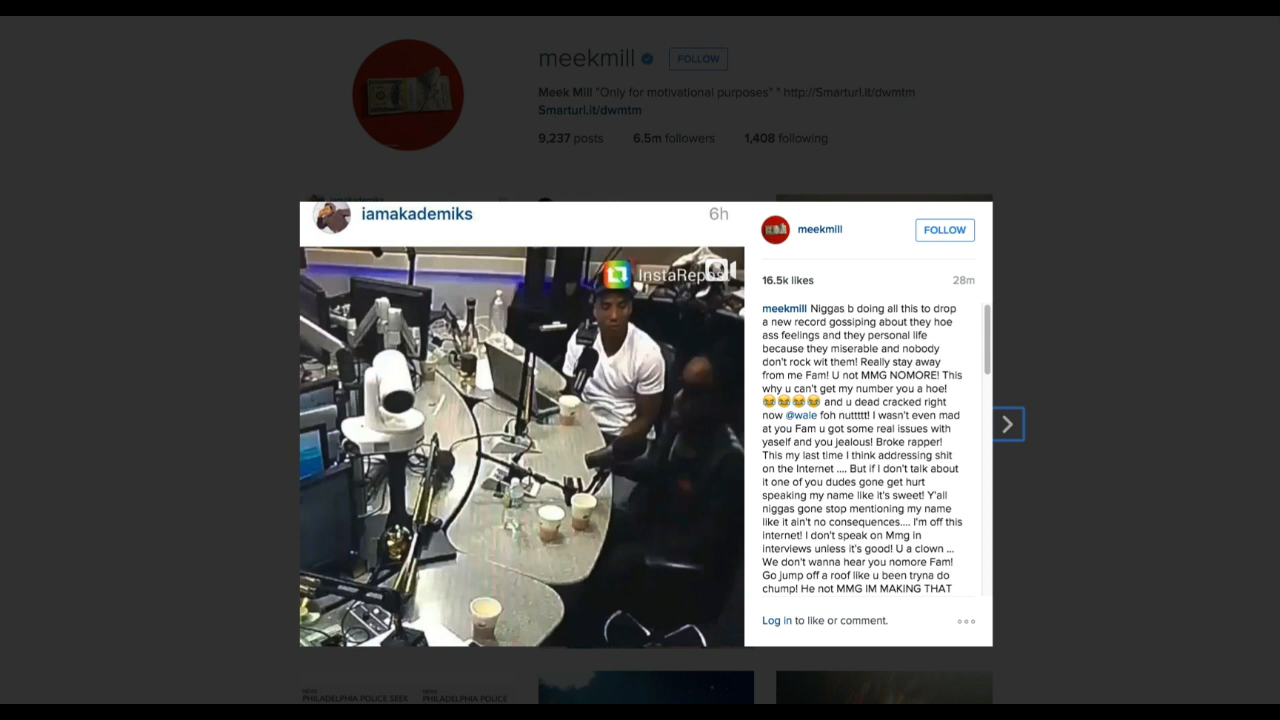 meekmill FOLLOW
Meek Mill "Only for motivational purposes" " http://Smarturl.it/dwmtm
Smarturl.it/dwmtm
9,237 posts 6.5m followers 1,408 following
iamakademiks 6h
InstaRepost
meekmill FOLLOW
16.5k likes 28m
meekmill Niggas b doing all this to drop
a new record gossiping about they hoe
ass feelings and they personal life
because they miserable and nobody
don't rock wit them! Really stay away
from me Fam! U not MMG NOMORE! This
why u can't get my number you a hoe!
😂😂😂😂 and u dead cracked right
now @wale foh nuttttt! I wasn't even mad
at you Fam u got some real issues with
yaself and you jealous! Broke rapper!
This my last time I think addressing shit
on the Internet .... But if I don't talk about
it one of you dudes gone get hurt
speaking my name like it's sweet! Y'all
niggas gone stop mentioning my name
like it ain't no consequences.... I'm off this
Internet! I don't speak on Mmg in
interviews unless it's good! U a clown ...
We don't wanna hear you nomore Fam!
Go jump off a roof like u been tryna do
chump! He not MMG IM MAKING THAT
Log in to like or comment.
NEWS NEWS
PHILADELPHIA POLICE SEEK PHILADELPHIA POLICE